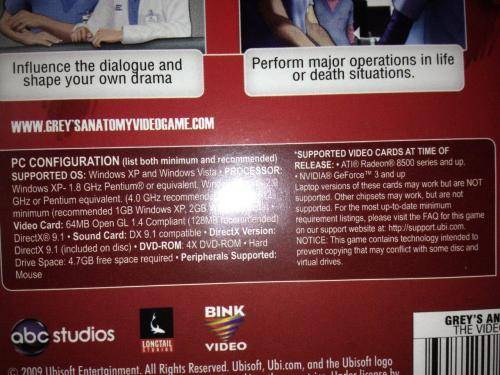 Influence the dialogue and
shape your own drama
Perform major operations in life
or death situations.
WWW.GREY'SANATOMYVIDEOGAME.COM
PC CONFIGURATION (list both minimum and recommended)
SUPPORTED OS: Windows XP and Windows Vista • PROCESSOR:
Windows XP- 1.8 GHz Pentium® or equivalent,
GHz or Pentium equivalent. (4.0 GHz
minimum (recommended 1GB Windows XP,
Video Card: 64MB Open GL 1.4 Compliant (128MB recommended)
DirectX® 9.1 • Sound Card: DX 9.1 compatible • DirectX Version:
DirectX 9.1 (included on disc) • DVD-ROM: 4X DVD-ROM • Hard
Drive Space: 4.7GB free space required • Peripherals Supported:
Mouse
*SUPPORTED VIDEO CARDS AT TIME OF
RELEASE: • ATI® Radeon® 8500 series and up,
• NVIDIA® GeForce™ 3 and up
Laptop versions of these cards may work but are NOT
supported. Other chipsets may work, but are not
supported. For the most up-to-date minimum
requirement listings, please visit the FAQ for this game
on our support website at: http://support.ubi.com.
NOTICE: This game contains technology intended to
prevent copying that may conflict with some disc and
virtual drives.
abc studios
LONGTAIL
STUDIOS
BINK
VIDEO
GREY'S AN
THE VIDEO
© 2009 Ubisoft Entertainment. All Rights Reserved. Ubisoft, Ubi.com, and the Ubisoft logo